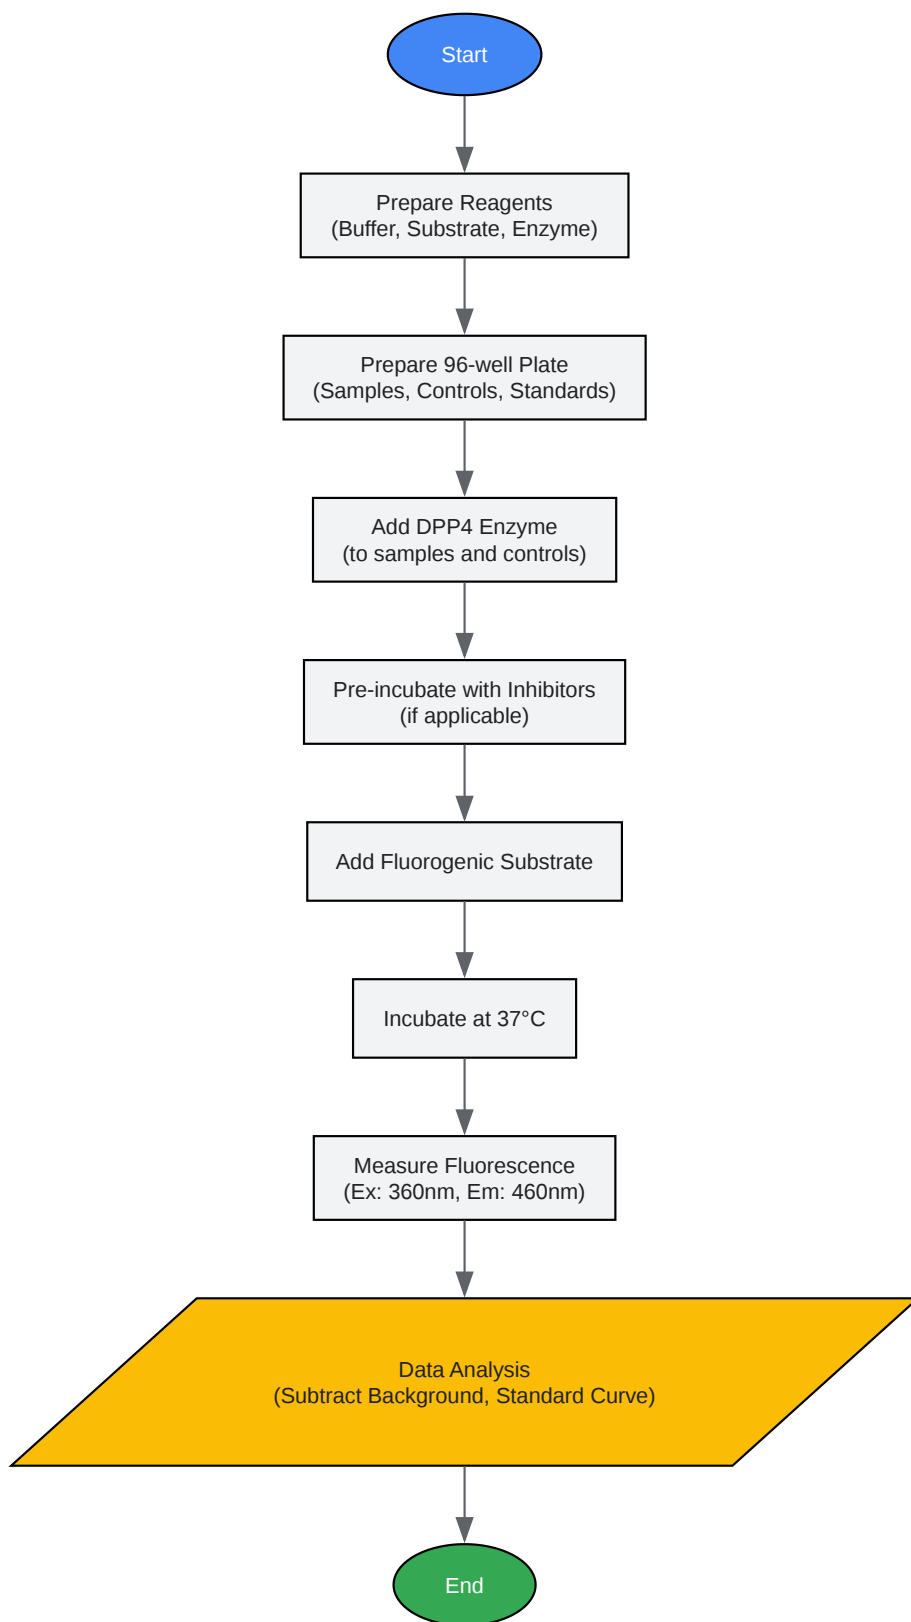 Start
Prepare Reagents
(Buffer, Substrate, Enzyme)
Prepare 96-well Plate
(Samples, Controls, Standards)
Add DPP4 Enzyme
(to samples and controls)
Pre-incubate with Inhibitors
(if applicable)
Add Fluorogenic Substrate
Incubate at 37°C
Measure Fluorescence
(Ex: 360nm, Em: 460nm)
Data Analysis
(Subtract Background, Standard Curve)
End